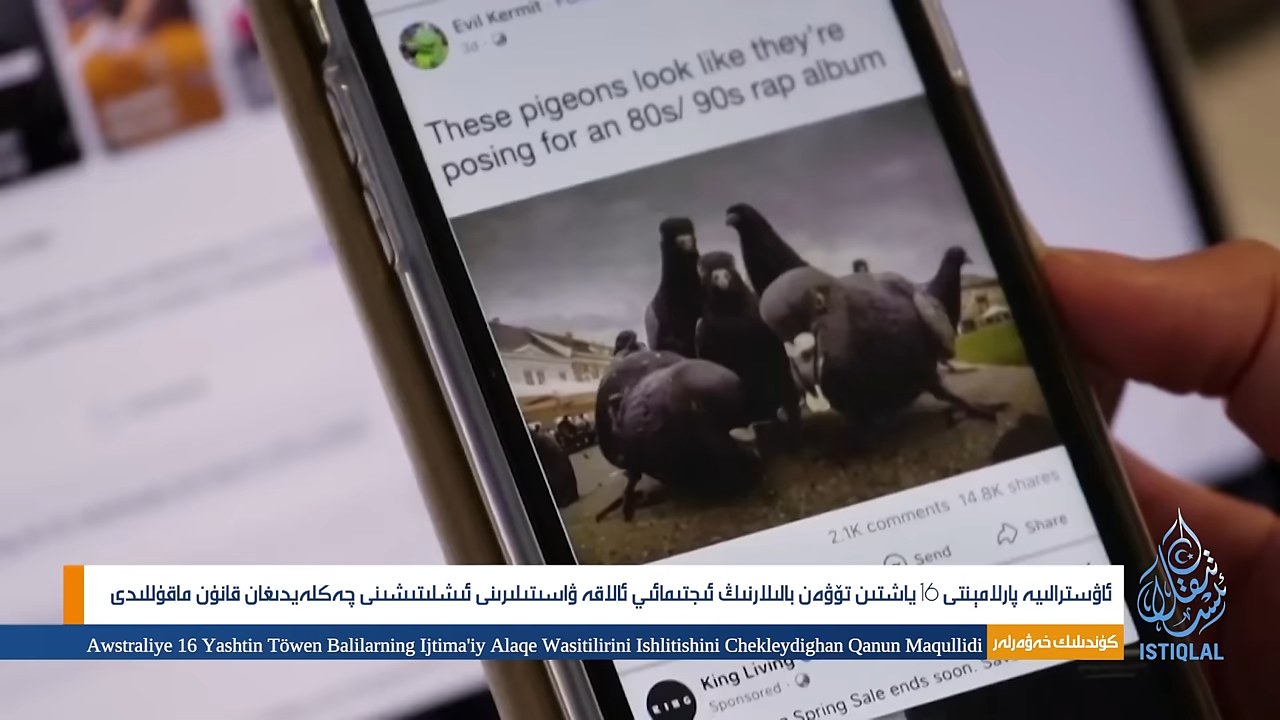 Evil Kermit
3d
These pigeons look like they're
posing for an 80s/ 90s rap album
2.1K comments 14.8K shares
Send
Share
ئاۋسترالىيە پارلامېنتى 16 ياشتىن تۆۋەن بالىلارنىڭ ئىجتىمائىي ئالاقە ۋاسىتىلىرىنى ئىشلىتىشىنى چەكلەيدىغان قانۇن ماقۇللىدى
Awstraliye 16 Yashtin Töwen Balilarning Ijtima'iy Alaqe Wasitilirini Ishlitishini Chekleydighan Qanun Maqullidi
كۈندىلىك خەۋەرلەر
ISTIQLAL
King Living
Sponsored
KING
Spring Sale ends soon.